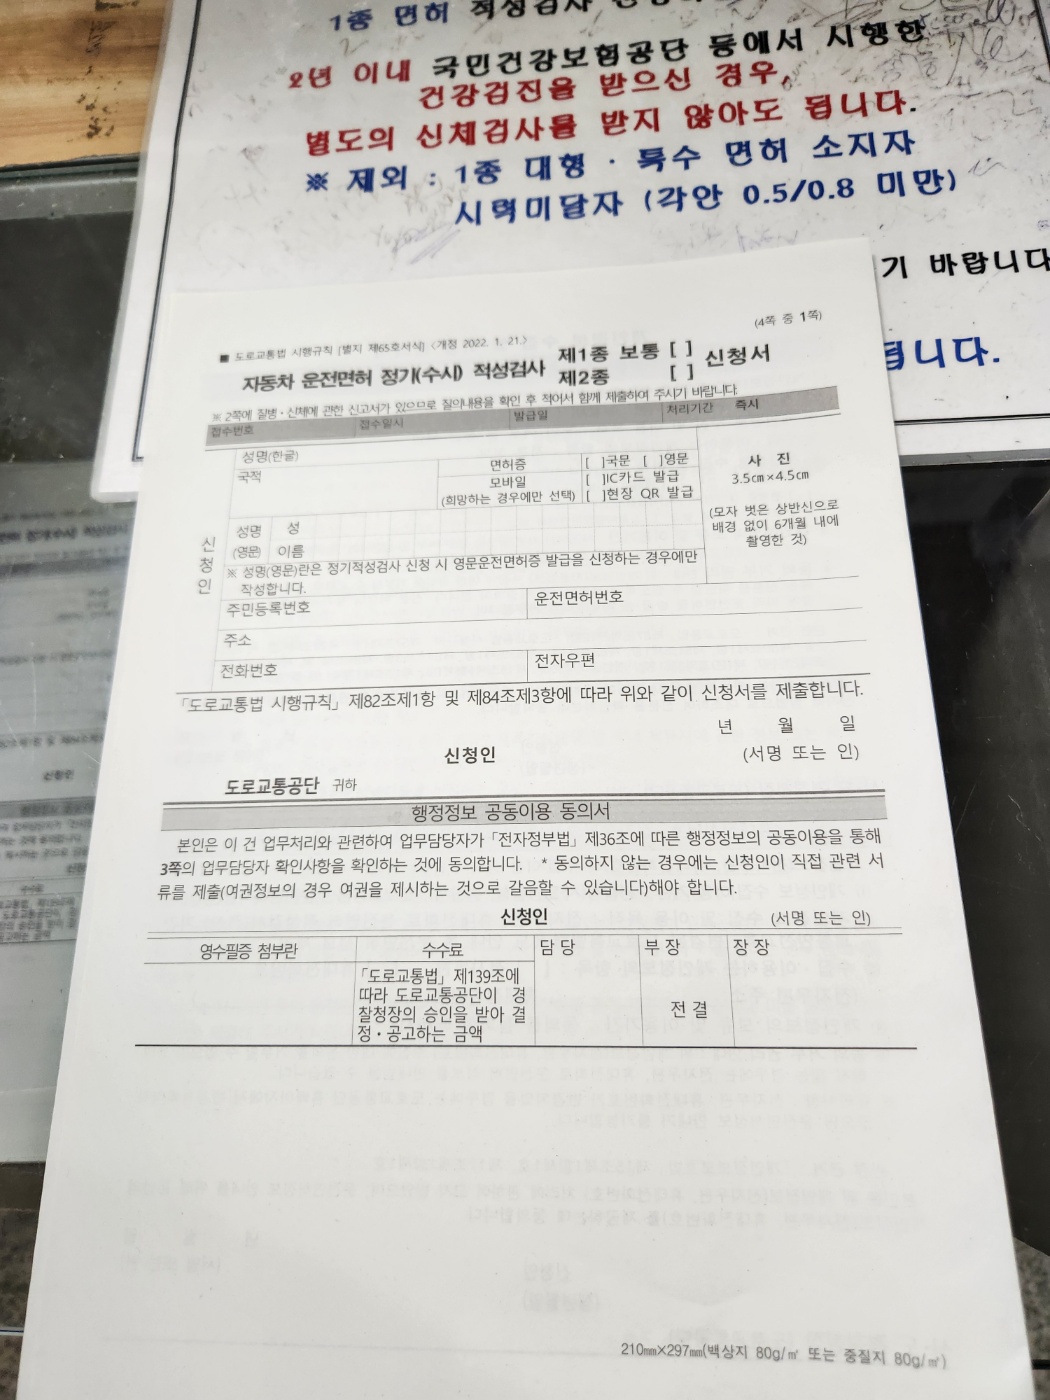 1종 면허 적성검사
2년 이내 국민건강보험공단 등에서 시행한
건강검진을 받으신 경우,
별도의 신체검사를 받지 않아도 됩니다.
※ 제외 : 1종 대형 · 특수 면허 소지자
시력미달자 (각안 0.5/0.8 미만)
기 바랍니다
됩니다.
(4쪽 중 1쪽)
■ 도로교통법 시행규칙 [별지 제65호서식] <개정 2022. 1. 21.>
자동차 운전면허 정기(수시) 적성검사 제1종 보통 [ ] 신청서
제2종 [ ]
※ 2쪽에 질병·신체에 관한 신고서가 있으므로 질의내용을 확인 후 적어서 함께 제출하여 주시기 바랍니다.
접수번호 접수일시 발급일 처리기간 즉시
신청인
성명(한글)
국적
면허증 [ ]국문 [ ]영문
모바일 [ ]IC카드 발급
(희망하는 경우에만 선택) [ ]현장 QR 발급
사 진
3.5㎝×4.5㎝
(모자 벗은 상반신으로
배경 없이 6개월 내에
촬영한 것)
성명 성
(영문) 이름
※ 성명(영문)란은 정기적성검사 신청 시 영문운전면허증 발급을 신청하는 경우에만
작성합니다.
주민등록번호 운전면허번호
주소
전화번호 전자우편
「도로교통법 시행규칙」 제82조제1항 및 제84조제3항에 따라 위와 같이 신청서를 제출합니다.
년 월 일
신청인 (서명 또는 인)
도로교통공단 귀하
행정정보 공동이용 동의서
본인은 이 건 업무처리와 관련하여 업무담당자가 「전자정부법」 제36조에 따른 행정정보의 공동이용을 통해
3쪽의 업무담당자 확인사항을 확인하는 것에 동의합니다. * 동의하지 않는 경우에는 신청인이 직접 관련 서
류를 제출(여권정보의 경우 여권을 제시하는 것으로 갈음할 수 있습니다)해야 합니다.
신청인 (서명 또는 인)
영수필증 첨부란 수수료 담 당 부 장 장 장
「도로교통법」 제139조에
따라 도로교통공단이 경
찰청장의 승인을 받아 결
정·공고하는 금액
전 결
210㎜×297㎜(백상지 80g/㎡ 또는 중질지 80g/㎡)